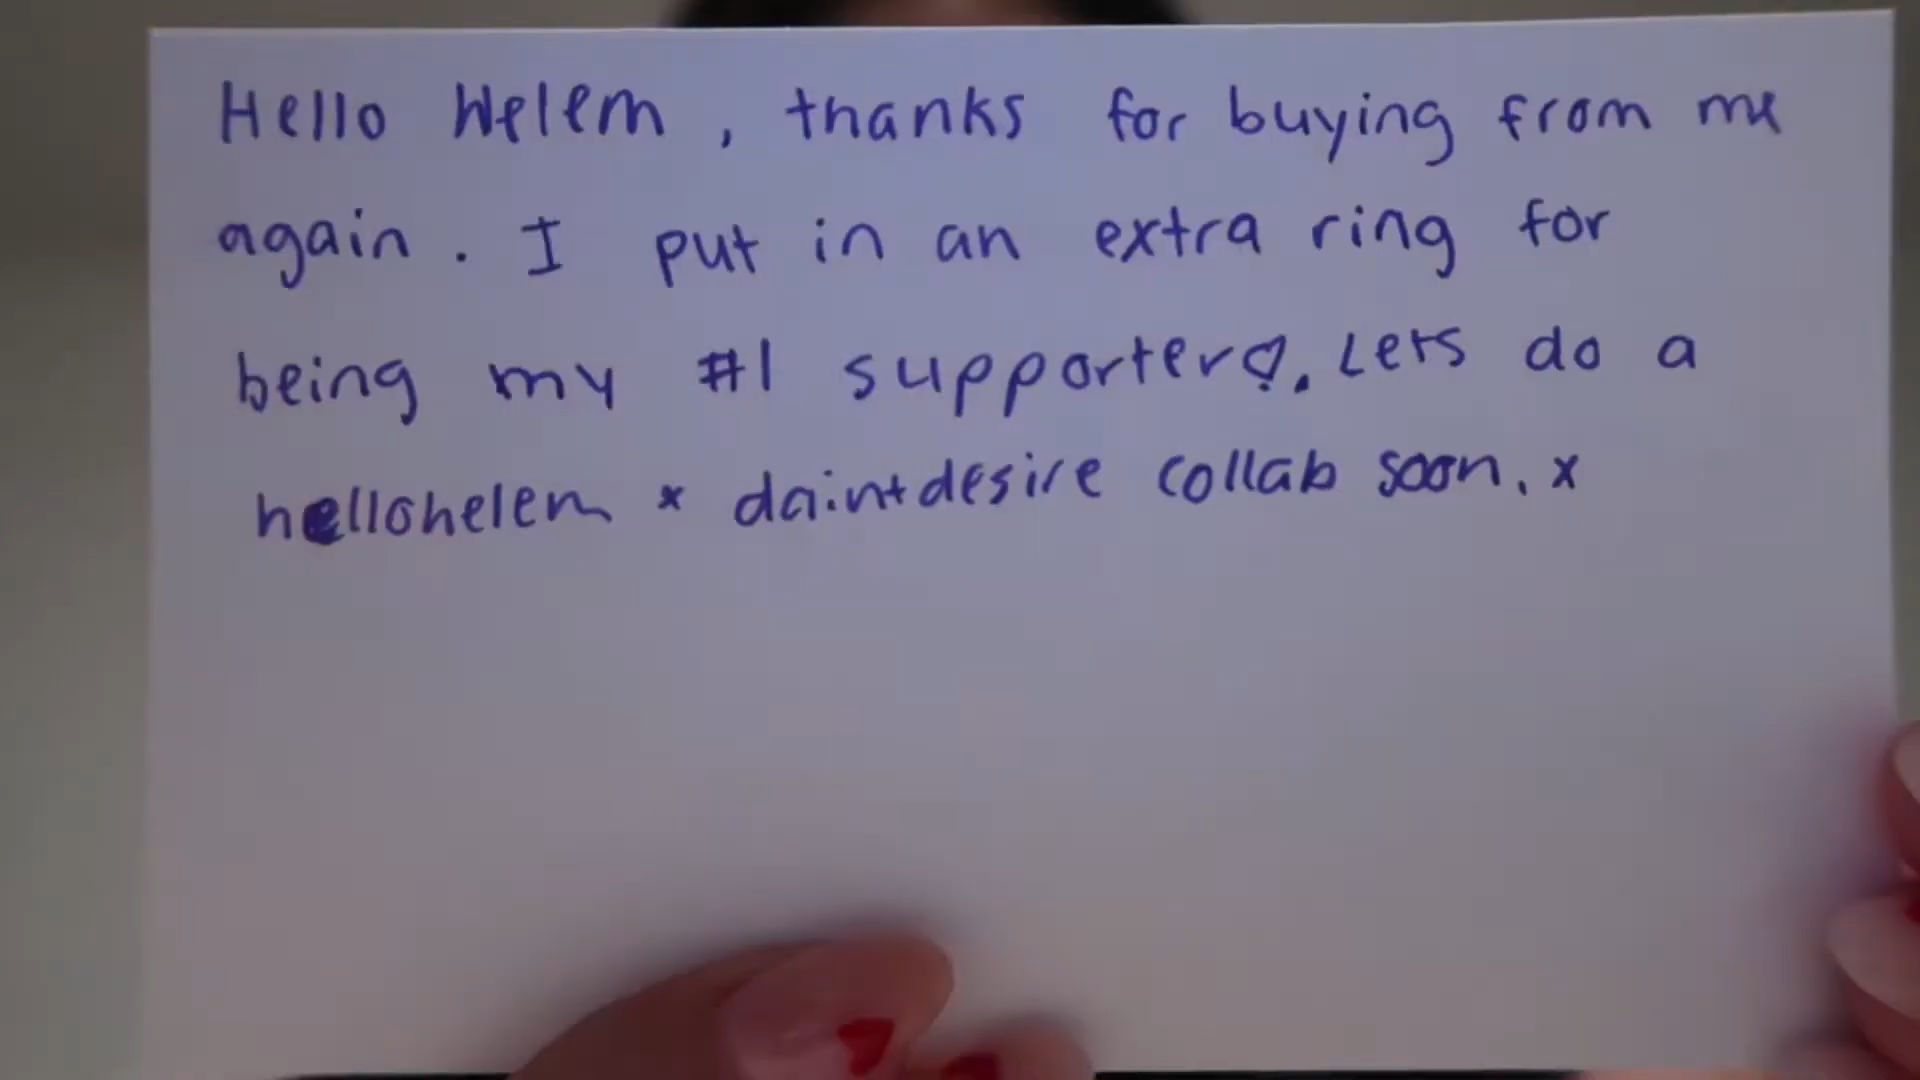 Hello Helem, thanks for buying from me
again. I put in an extra ring for
being my #1 supporter♡. Lets do a
hellohelem x daintdesire collab soon. x